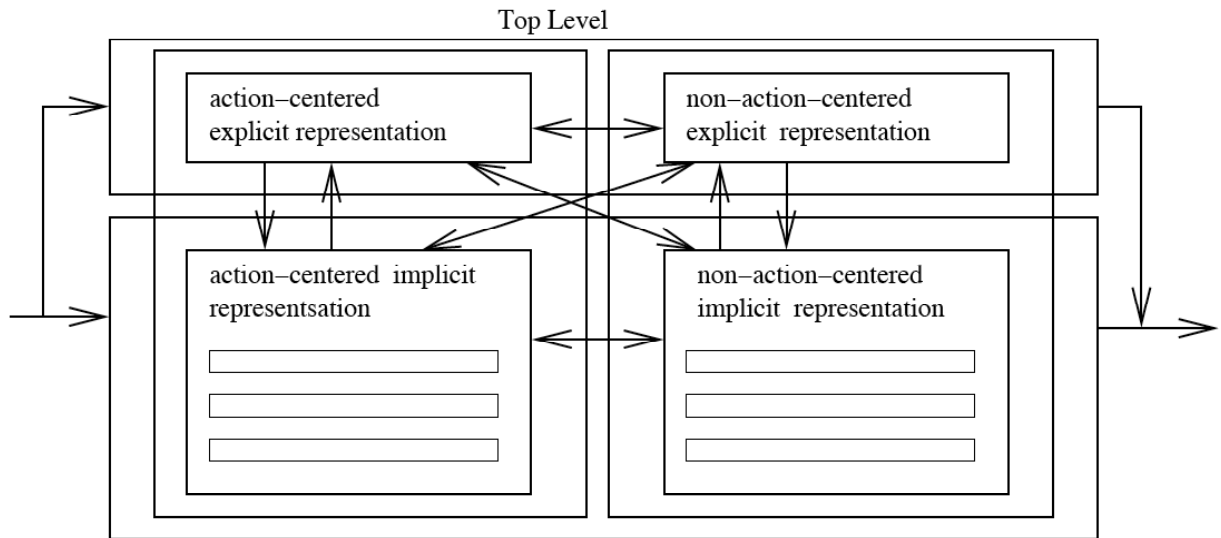 Top Level
action−centered
explicit representation
non−action−centered
explicit representation
action−centered implicit
representsation
non−action−centered
implicit representation